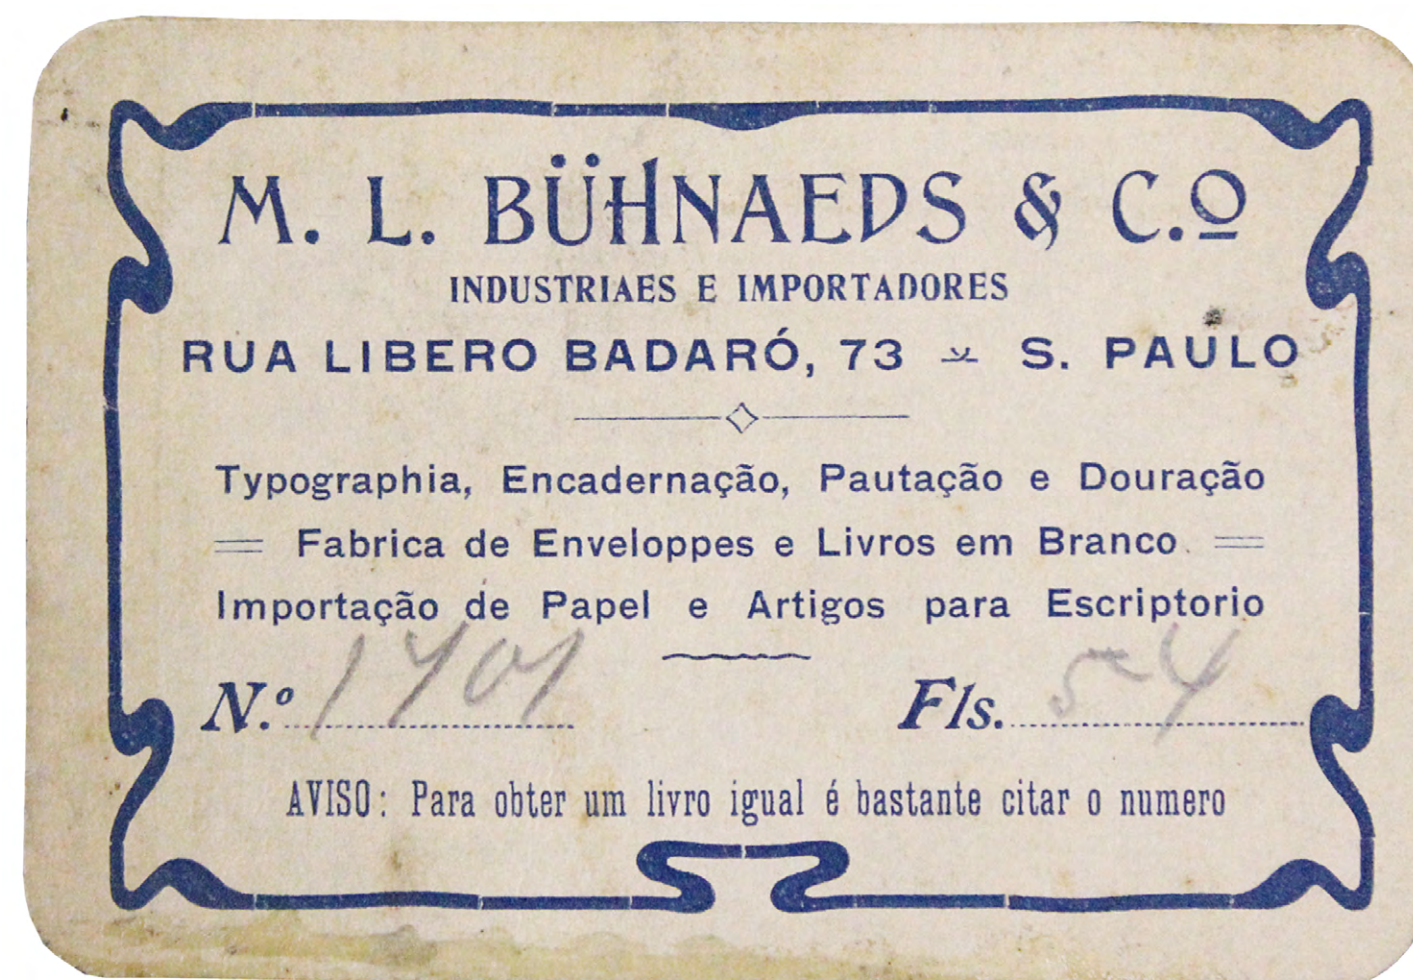 M. L. BÜHNAEDS & C.º
INDUSTRIAES E IMPORTADORES
RUA LIBERO BADARÓ, 73 — S. PAULO
Typographia, Encadernação, Pautação e Douração
Fabrica de Enveloppes e Livros em Branco
Importação de Papel e Artigos para Escriptorio
N.º 1701 Fls. 54
AVISO: Para obter um livro igual é bastante citar o numero